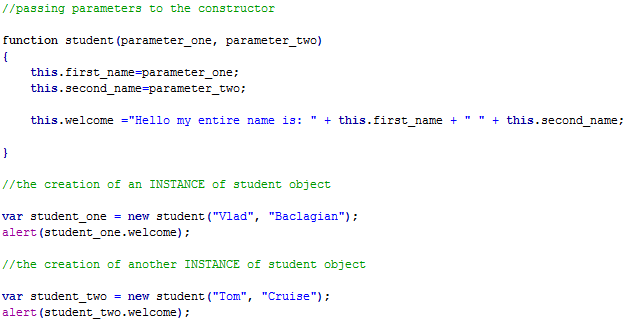 //passing parameters to the constructor
function student(parameter_one, parameter_two)
{
this.first_name=parameter_one;
this.second_name=parameter_two;
this.welcome ="Hello my entire name is: " + this.first_name + " " + this.second_name;
}
//the creation of an INSTANCE of student object
var student_one = new student("Vlad", "Baclagian");
alert(student_one.welcome);
//the creation of another INSTANCE of student object
var student_two = new student("Tom", "Cruise");
alert(student_two.welcome);